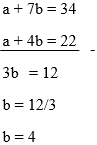 a + 7b = 34
a + 4b = 22 -
3b = 12
b = 12/3
b = 4